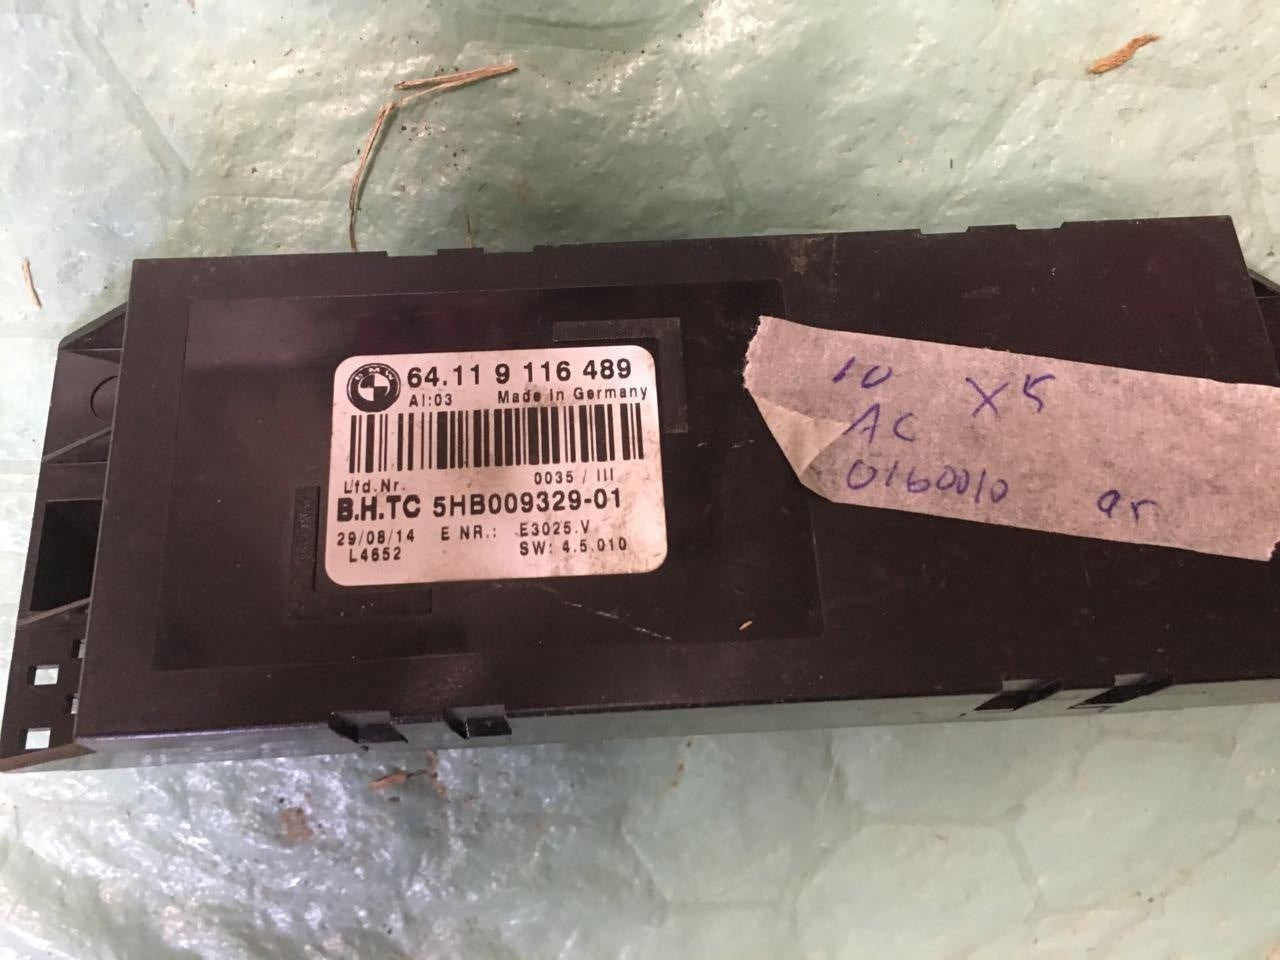 BMW
64.11 9 116 489
AI:03 Made in Germany
Lfd.Nr. 0035 / III
B.H.TC 5HB009329-01
29/08/14 E NR.: E3025.V
L4652 SW: 4.5.010
10 X5
AC
0160010 ar